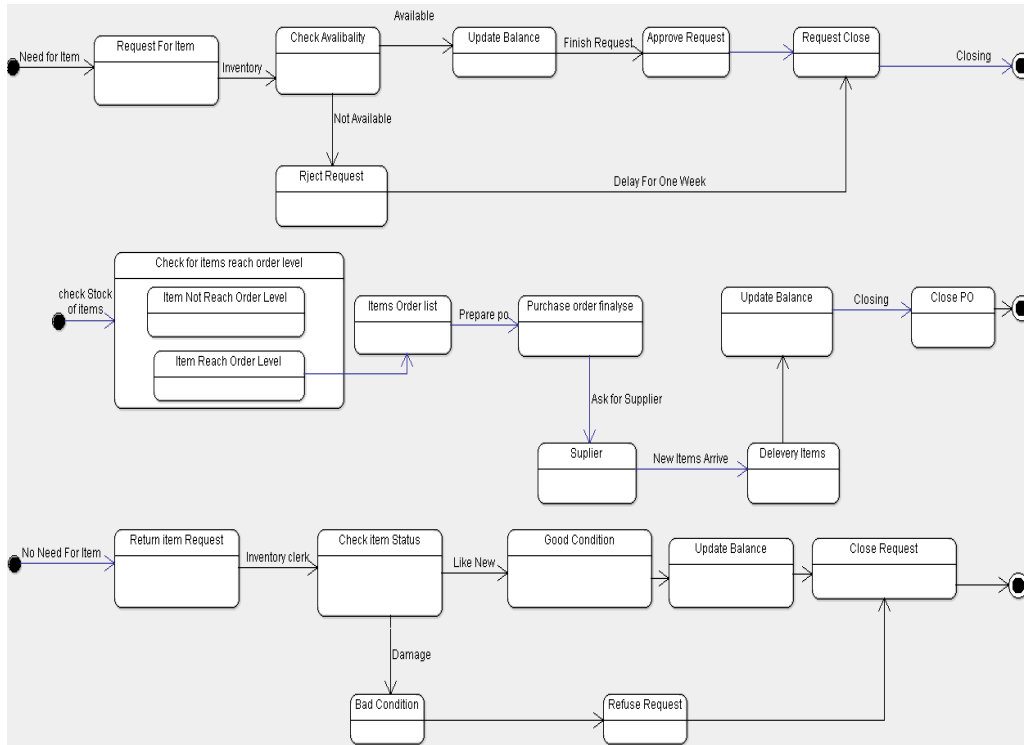 Available
Request For Item
Check Avalibality
Update Balance
Approve Request
Request Close
Need for Item
Inventory
Finish Request
Closing
Not Available
Rject Request
Delay For One Week
Check for items reach order level
check Stock
of items
Item Not Reach Order Level
Item Reach Order Level
Items Order list
Prepare po
Purchase order finalyse
Update Balance
Closing
Close PO
Ask for Supplier
Suplier
New Items Arrive
Delevery Items
No Need For Item
Return item Request
Inventory clerk
Check item Status
Like New
Good Condition
Update Balance
Close Request
Damage
Bad Condition
Refuse Request